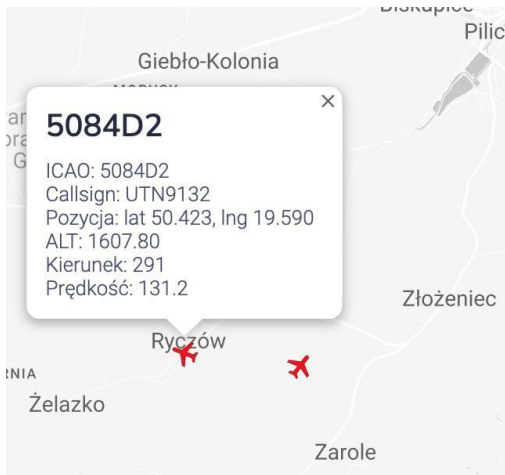 Pilic
Giebło-Kolonia
5084D2
ICAO: 5084D2
Callsign: UTN9132
Pozycja: lat 50.423, lng 19.590
ALT: 1607.80
Kierunek: 291
Prędkość: 131.2
Złożeniec
Ryczów
RNIA
Żelazko
Zarole